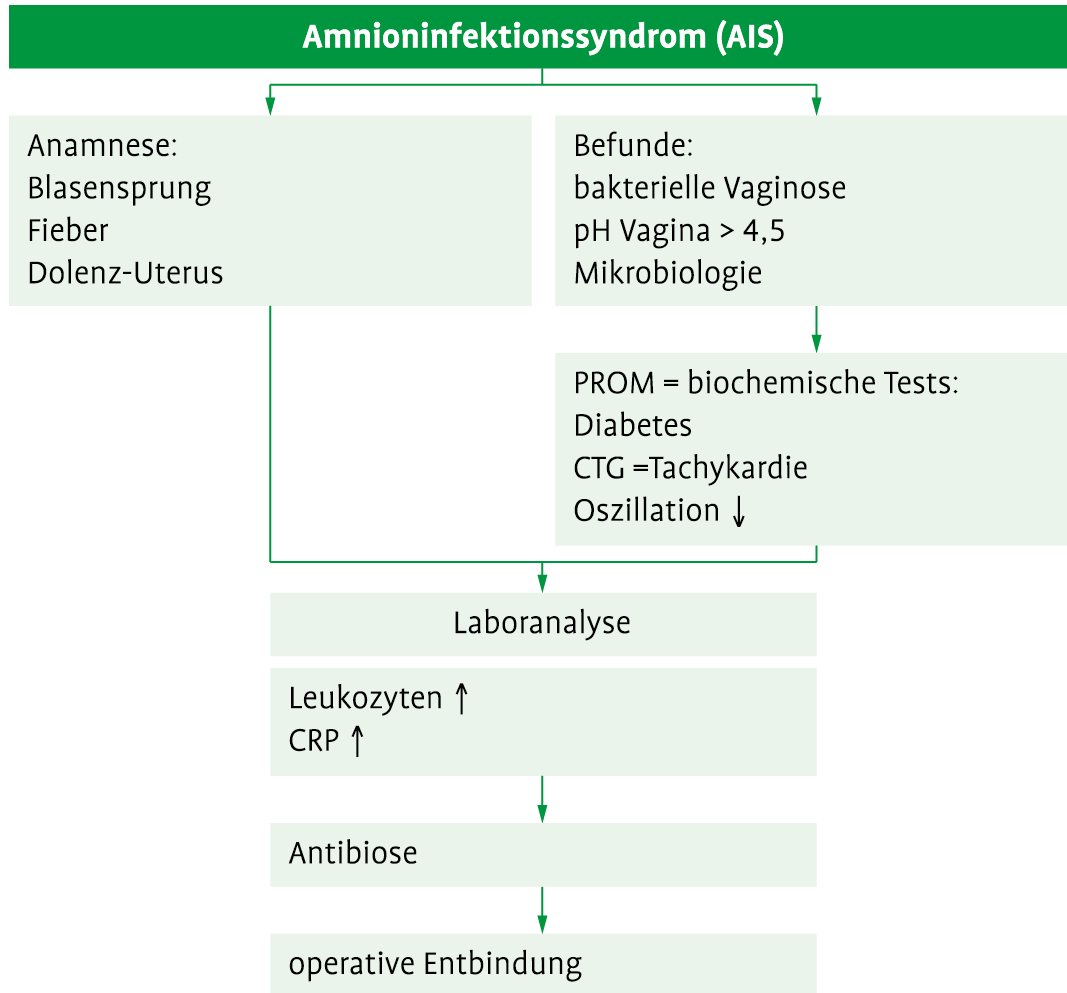 Amnioninfektionssyndrom (AIS)
Anamnese:
Blasensprung
Fieber
Dolenz-Uterus
Befunde:
bakterielle Vaginose
pH Vagina > 4,5
Mikrobiologie
PROM = biochemische Tests:
Diabetes
CTG =Tachykardie
Oszillation ↓
Laboranalyse
Leukozyten ↑
CRP ↑
Antibiose
operative Entbindung